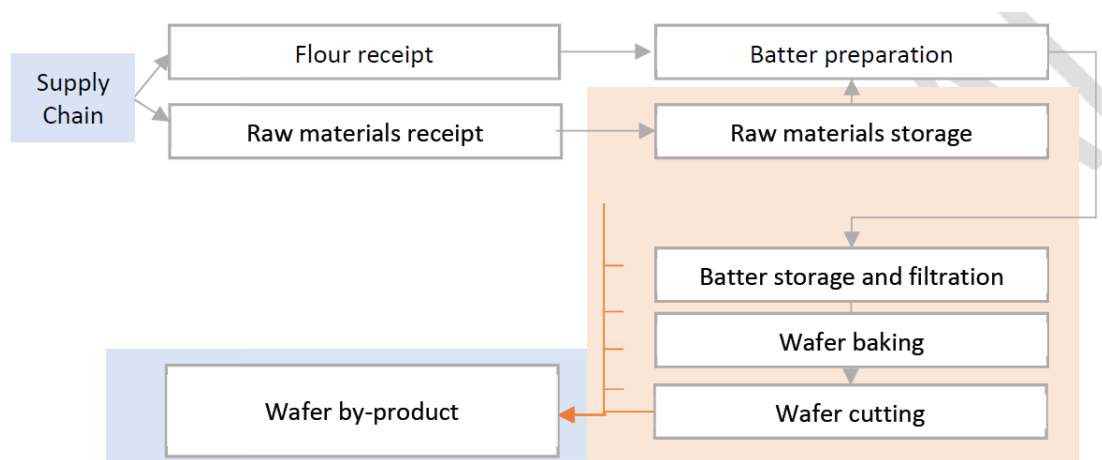 Flour receipt
Batter preparation
Supply
Chain
Raw materials receipt
Raw materials storage
Batter storage and filtration
Wafer baking
Wafer by-product
Wafer cutting